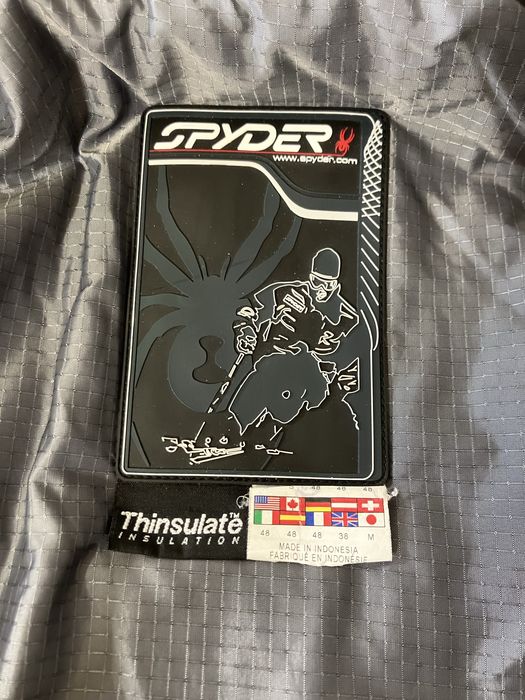 SPYDER
www.spyder.com
Thinsulate™
INSULATION
48 48 48 38 M
MADE IN INDONESIA
FABRIQUÉ EN INDONÉSIE